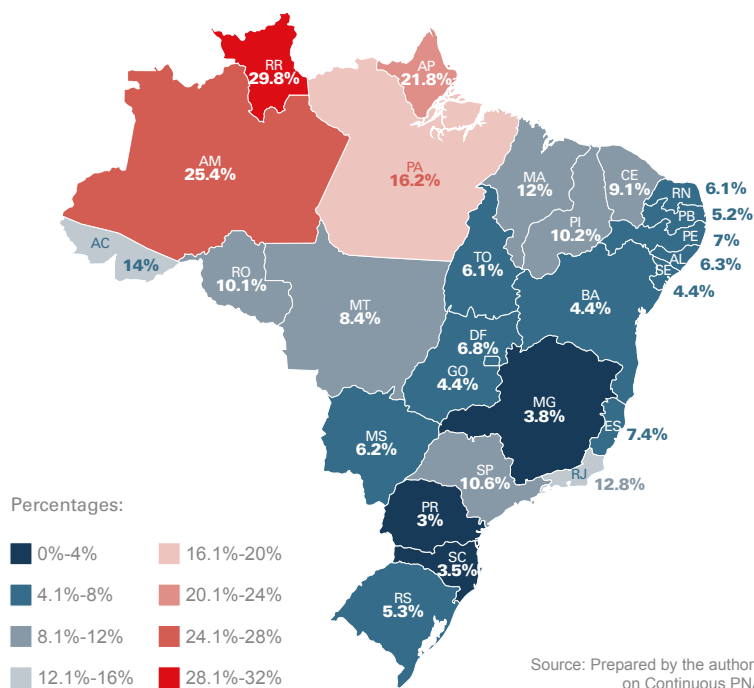 RR
29.8%
AP
21.8%
AM
25.4%
PA
16.2%
MA
12%
CE
9.1%
RN
6.1%
PB
5.2%
PI
10.2%
PE
7%
AC
14%
AL
6.3%
SE
4.4%
TO
6.1%
RO
10.1%
BA
4.4%
MT
8.4%
DF
6.8%
GO
4.4%
MG
3.8%
ES
7.4%
MS
6.2%
SP
10.6%
RJ
12.8%
PR
3%
SC
3.5%
RS
5.3%
Percentages:
0%-4%
4.1%-8%
8.1%-12%
12.1%-16%
16.1%-20%
20.1%-24%
24.1%-28%
28.1%-32%
Source: Prepared by the author
on Continuous